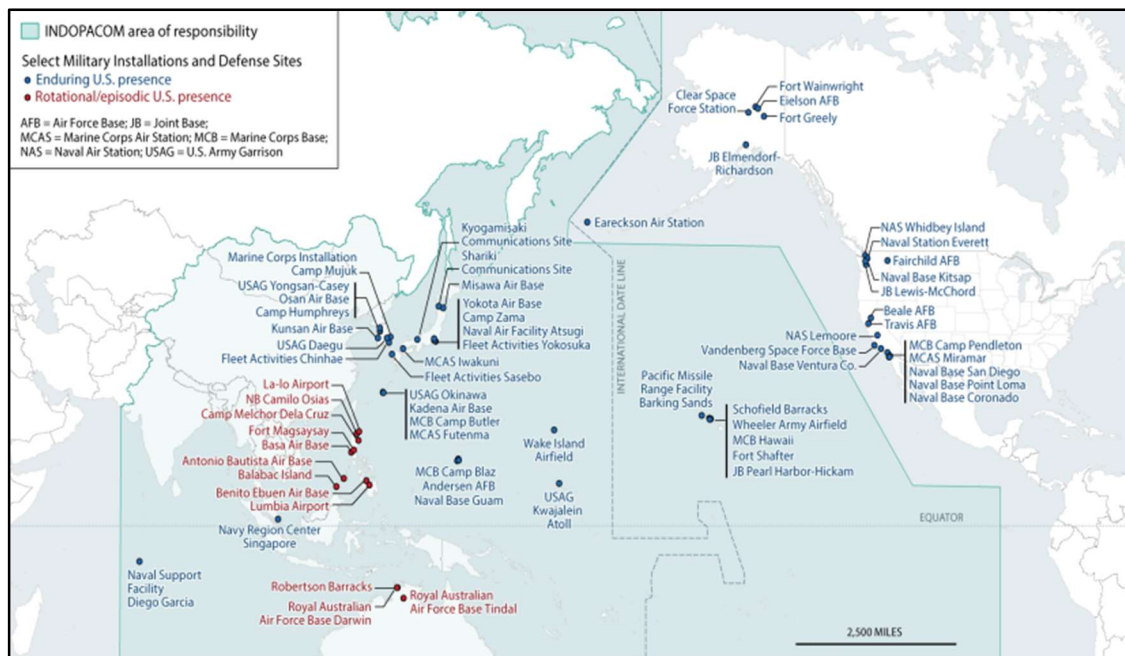 INDOPACOM area of responsibility
Select Military Installations and Defense Sites
Enduring U.S. presence
Rotational/episodic U.S. presence
AFB = Air Force Base; JB = Joint Base;
MCAS = Marine Corps Air Station; MCB = Marine Corps Base;
NAS = Naval Air Station; USAG = U.S. Army Garrison
Clear Space
Force Station
Fort Wainwright
Eielson AFB
Fort Greely
JB Elmendorf-
Richardson
Eareckson Air Station
Kyogamisaki
Communications Site
Shariki
Communications Site
Misawa Air Base
Marine Corps Installation
Camp Mujuk
USAG Yongsan-Casey
Osan Air Base
Camp Humphreys
Kunsan Air Base
USAG Daegu
Fleet Activities Chinhae
Yokota Air Base
Camp Zama
Naval Air Facility Atsugi
Fleet Activities Yokosuka
MCAS Iwakuni
Fleet Activities Sasebo
USAG Okinawa
Kadena Air Base
MCB Camp Butler
MCAS Futenma
INTERNATIONAL DATE LINE
NAS Whidbey Island
Naval Station Everett
Fairchild AFB
Naval Base Kitsap
JB Lewis-McChord
Beale AFB
Travis AFB
NAS Lemoore
Vandenberg Space Force Base
Naval Base Ventura Co.
MCB Camp Pendleton
MCAS Miramar
Naval Base San Diego
Naval Base Point Loma
Naval Base Coronado
Pacific Missile
Range Facility
Barking Sands
Schofield Barracks
Wheeler Army Airfield
MCB Hawaii
Fort Shafter
JB Pearl Harbor-Hickam
La-lo Airport
NB Camilo Osias
Camp Melchor Dela Cruz
Fort Magsaysay
Basa Air Base
Antonio Bautista Air Base
Balabac Island
Benito Ebuen Air Base
Lumbia Airport
Wake Island
Airfield
MCB Camp Blaz
Andersen AFB
Naval Base Guam
USAG
Kwajalein
Atoll
Navy Region Center
Singapore
EQUATOR
Naval Support
Facility
Diego Garcia
Robertson Barracks
Royal Australian
Air Force Base Darwin
Royal Australian
Air Force Base Tindal
2,500 MILES